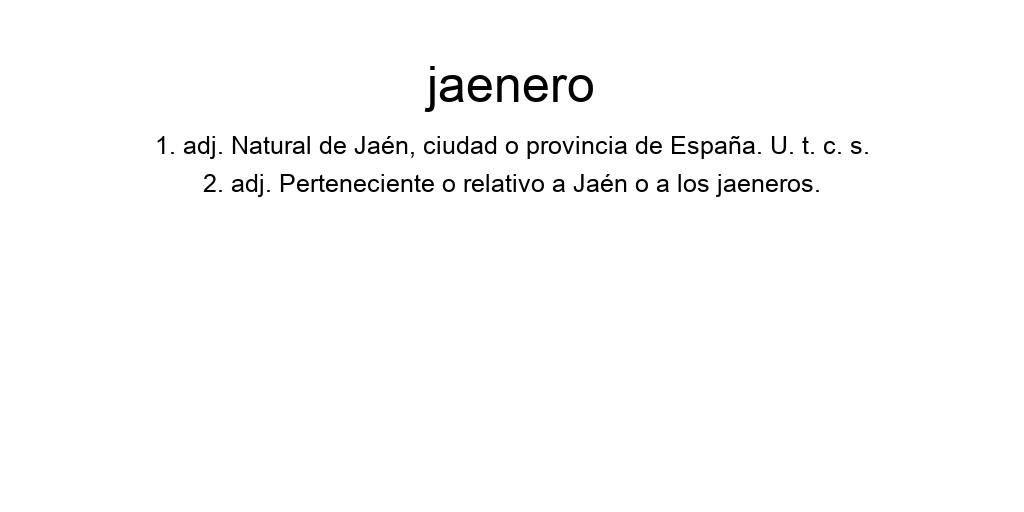 jaenero
1. adj. Natural de Jaén, ciudad o provincia de España. U. t. c. s.
2. adj. Perteneciente o relativo a Jaén o a los jaeneros.